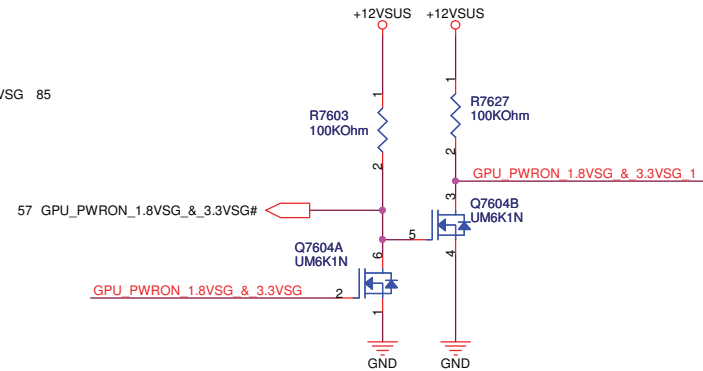 +12VSUS +12VSUS
VSG 85
1
1
R7603
100KOhm
R7627
100KOhm
2
2
GPU_PWRON_1.8VSG_&_3.3VSG_1
3
57 GPU_PWRON_1.8VSG_&_3.3VSG#
Q7604B
UM6K1N
5
4
Q7604A
UM6K1N
6
GPU_PWRON_1.8VSG_&_3.3VSG
2
1
GND GND